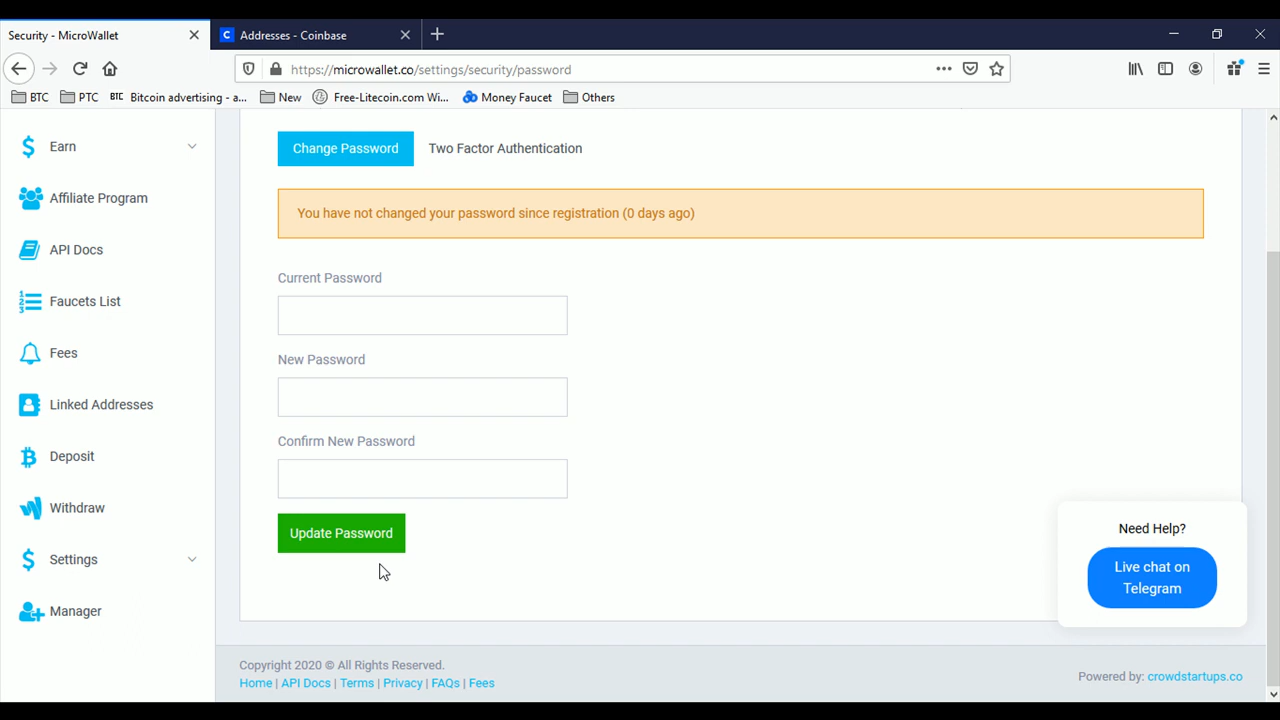 Security - MicroWallet
Addresses - Coinbase
https://microwallet.co/settings/security/password
BTC
PTC
Bitcoin advertising - a...
New
Free-Litecoin.com Wi...
Money Faucet
Others
Earn
Affiliate Program
API Docs
Faucets List
Fees
Linked Addresses
Deposit
Withdraw
Settings
Manager
Change Password
Two Factor Authentication
You have not changed your password since registration (0 days ago)
Current Password
New Password
Confirm New Password
Update Password
Need Help?
Live chat on
Telegram
Copyright 2020 © All Rights Reserved.
Home | API Docs | Terms | Privacy | FAQs | Fees
Powered by: crowdstartups.co